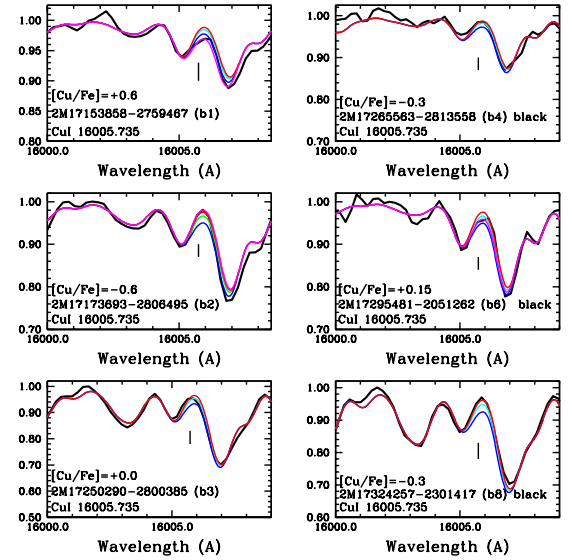 1.00
0.95
0.90
0.85
0.80
[Cu/Fe]=+0.6
2M17153858−2759467 (b1)
CuI 16005.735
16000.0
16005.0
Wavelength (A)
1.00
0.90
0.80
0.70
[Cu/Fe]=−0.3
2M17265563−2813558 (b4) black
CuI 16005.735
16000.0
16005.0
Wavelength (A)
1.00
0.90
0.80
0.70
[Cu/Fe]=−0.6
2M17173693−2806495 (b2)
CuI 16005.735
16000.0
16005.0
Wavelength (A)
1.00
0.90
0.80
0.70
[Cu/Fe]=+0.15
2M17295481−2051262 (b6) black
CuI 16005.735
16000.0
16005.0
Wavelength (A)
1.00
0.90
0.80
0.70
0.60
0.50
[Cu/Fe]=+0.0
2M17250290−2800385 (b3)
CuI 16005.735
16000.0
16005.0
Wavelength (A)
1.00
0.90
0.80
0.70
0.60
[Cu/Fe]=−0.3
2M17324257−2301417 (b8) black
CuI 16005.735
16000.0
16005.0
Wavelength (A)